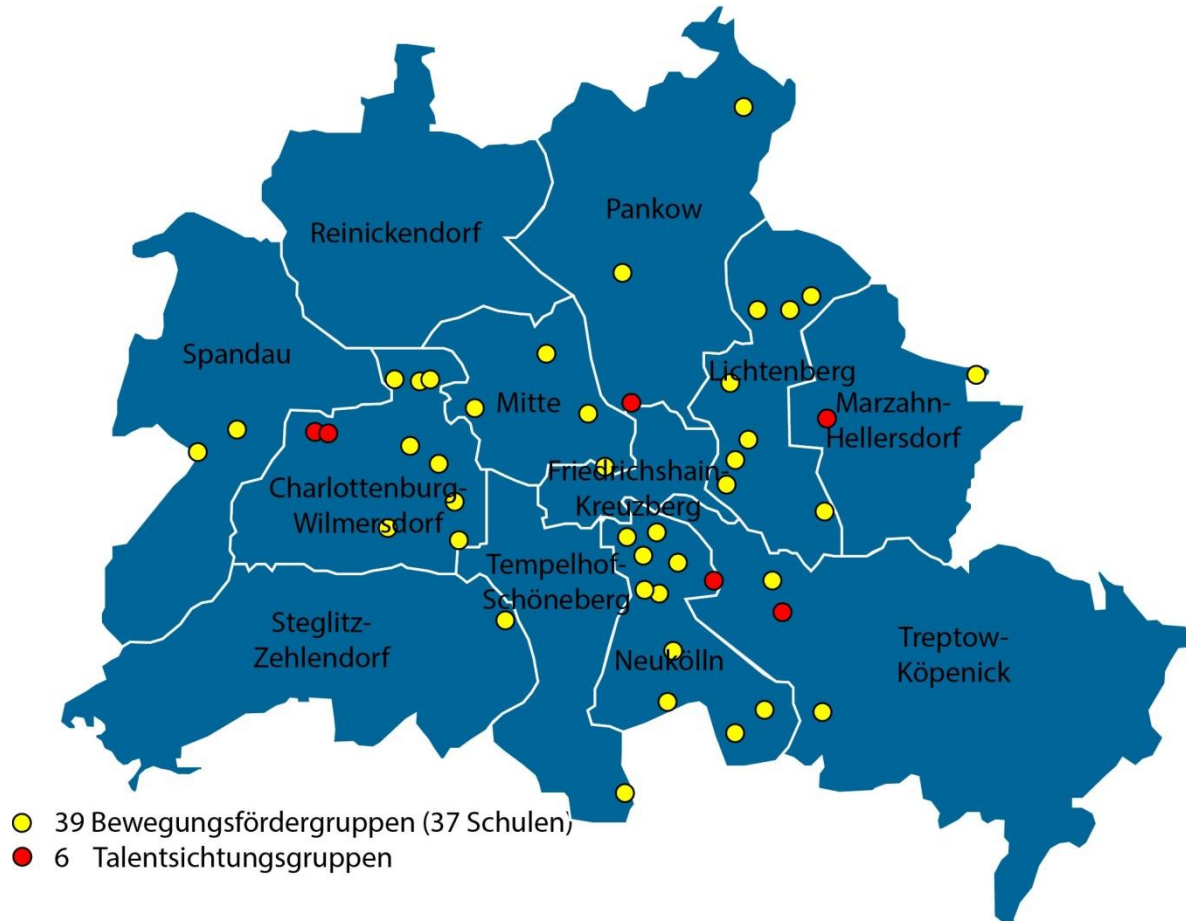 Pankow
Reinickendorf
Spandau
Mitte
Lichtenberg
Marzahn-
Hellersdorf
Friedrichshain-
Kreuzberg
Charlottenburg-
Wilmersdorf
Tempelhof-
Schöneberg
Steglitz-
Zehlendorf
Neukölln
Treptow-
Köpenick
39 Bewegungsfördergruppen (37 Schulen)
6 Talentsichtungsgruppen